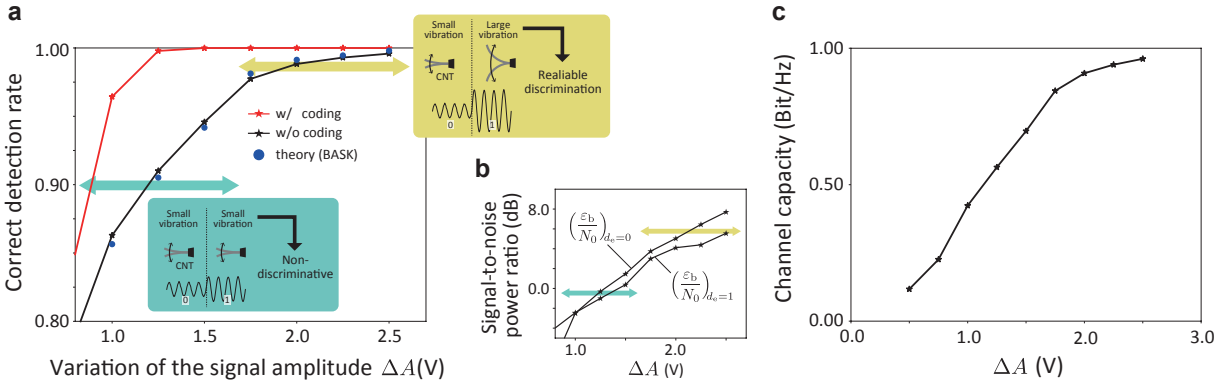 a
1.00
0.90
0.80
Correct detection rate
1.0
1.5
2.0
2.5
Variation of the signal amplitude ΔA(V)
w/ coding
w/o coding
theory (BASK)
Small
vibration
Large
vibration
CNT
Realiable
discrimination
0
1
Small
vibration
Small
vibration
CNT
Non-
discriminative
0
1
b
8.0
0.0
Signal-to-noise
power ratio (dB)
(εb/N0)de=0
(εb/N0)de=1
1.0
2.0
ΔA (V)
c
1.00
0.50
0.00
Channel capacity (Bit/Hz)
0.0
1.0
2.0
3.0
ΔA (V)